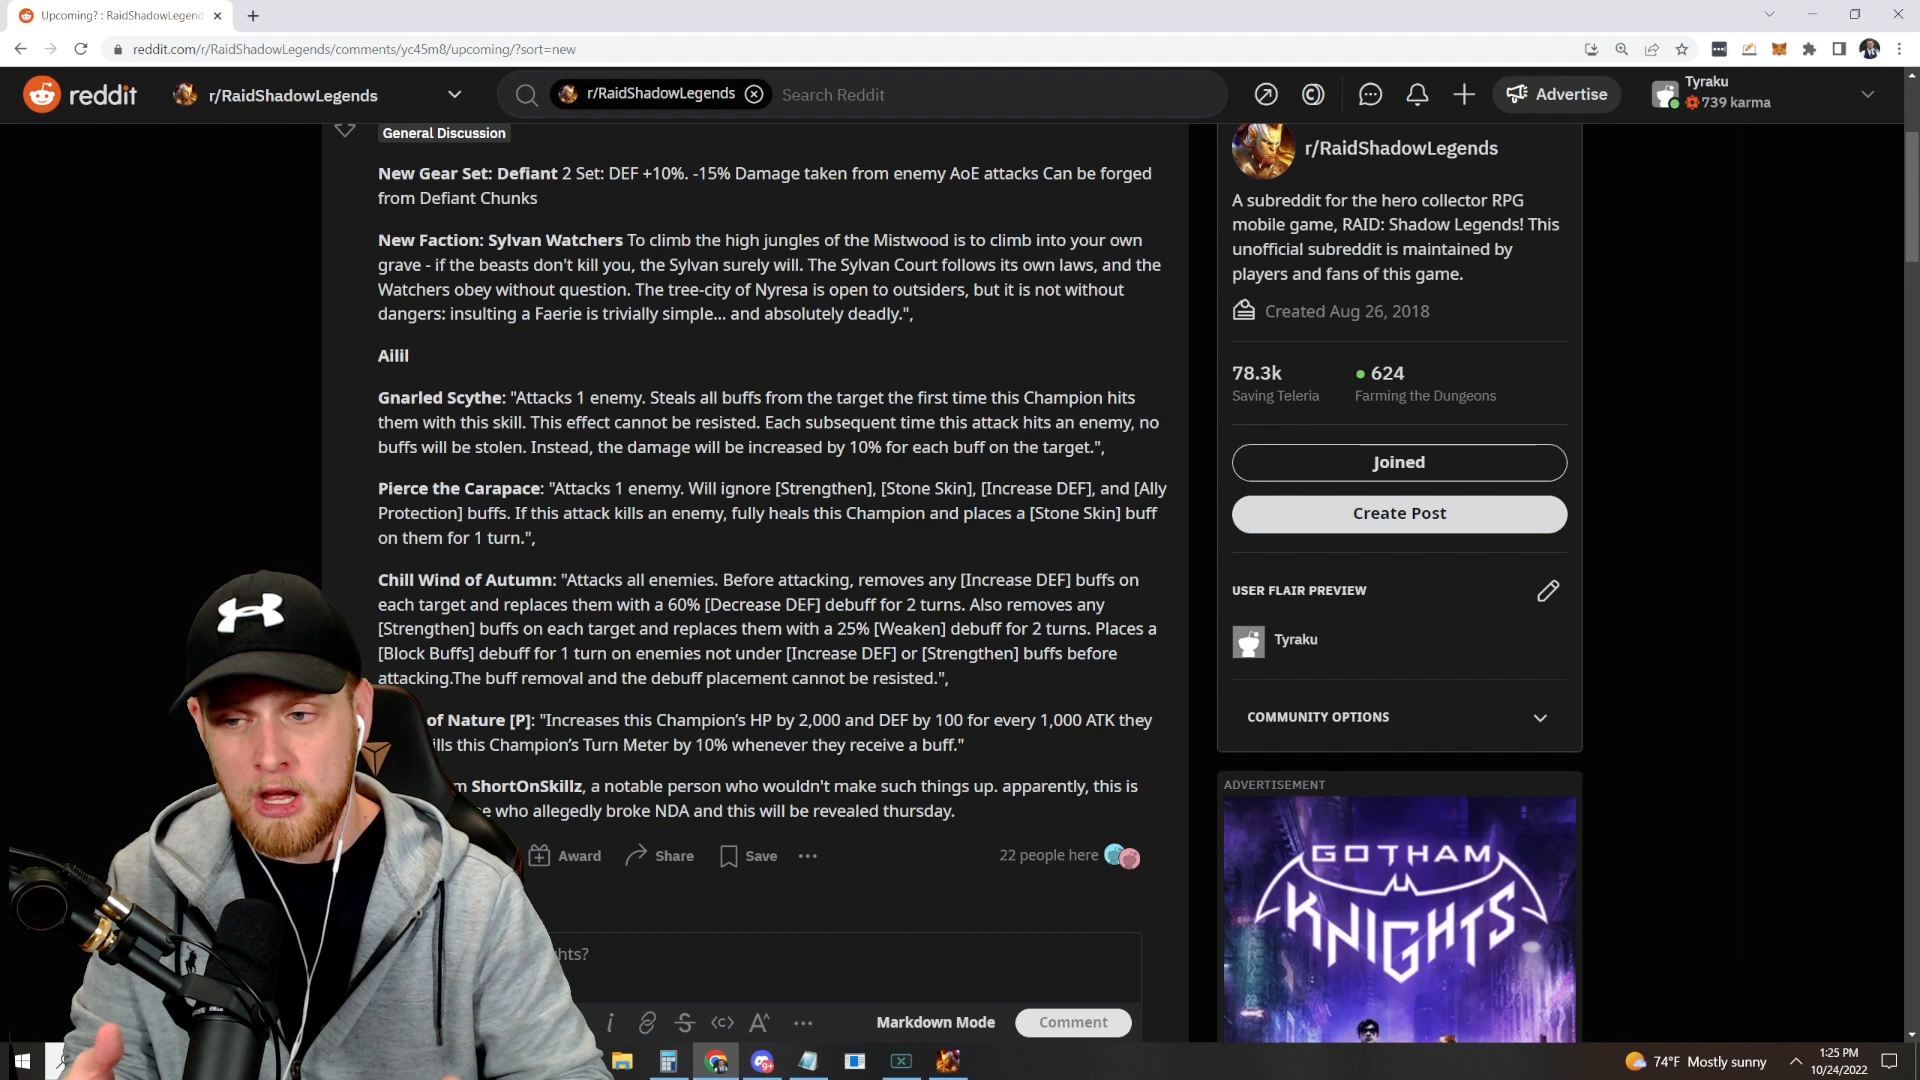 Upcoming? : RaidShadowLegend
reddit.com/r/RaidShadowLegends/comments/yc45m8/upcoming/?sort=new
reddit
r/RaidShadowLegends
r/RaidShadowLegends
Search Reddit
Advertise
Tyraku
739 karma
General Discussion
New Gear Set: Defiant 2 Set: DEF +10%. -15% Damage taken from enemy AoE attacks Can be forged
from Defiant Chunks
New Faction: Sylvan Watchers To climb the high jungles of the Mistwood is to climb into your own
grave - if the beasts don't kill you, the Sylvan surely will. The Sylvan Court follows its own laws, and the
Watchers obey without question. The tree-city of Nyresa is open to outsiders, but it is not without
dangers: insulting a Faerie is trivially simple... and absolutely deadly.",
Ailil
Gnarled Scythe: "Attacks 1 enemy. Steals all buffs from the target the first time this Champion hits
them with this skill. This effect cannot be resisted. Each subsequent time this attack hits an enemy, no
buffs will be stolen. Instead, the damage will be increased by 10% for each buff on the target.",
Pierce the Carapace: "Attacks 1 enemy. Will ignore [Strengthen], [Stone Skin], [Increase DEF], and [Ally
Protection] buffs. If this attack kills an enemy, fully heals this Champion and places a [Stone Skin] buff
on them for 1 turn.",
Chill Wind of Autumn: "Attacks all enemies. Before attacking, removes any [Increase DEF] buffs on
each target and replaces them with a 60% [Decrease DEF] debuff for 2 turns. Also removes any
[Strengthen] buffs on each target and replaces them with a 25% [Weaken] debuff for 2 turns. Places a
[Block Buffs] debuff for 1 turn on enemies not under [Increase DEF] or [Strengthen] buffs before
attacking.The buff removal and the debuff placement cannot be resisted.",
of Nature [P]: "Increases this Champion's HP by 2,000 and DEF by 100 for every 1,000 ATK they
ills this Champion's Turn Meter by 10% whenever they receive a buff."
m ShortOnSkillz, a notable person who wouldn't make such things up. apparently, this is
e who allegedly broke NDA and this will be revealed thursday.
Award
Share
Save
22 people here
hts?
Markdown Mode
Comment
r/RaidShadowLegends
A subreddit for the hero collector RPG
mobile game, RAID: Shadow Legends! This
unofficial subreddit is maintained by
players and fans of this game.
Created Aug 26, 2018
78.3k
624
Saving Teleria
Farming the Dungeons
Joined
Create Post
USER FLAIR PREVIEW
Tyraku
COMMUNITY OPTIONS
ADVERTISEMENT
GOTHAM
KNIGHTS
74°F Mostly sunny
1:25 PM
10/24/2022